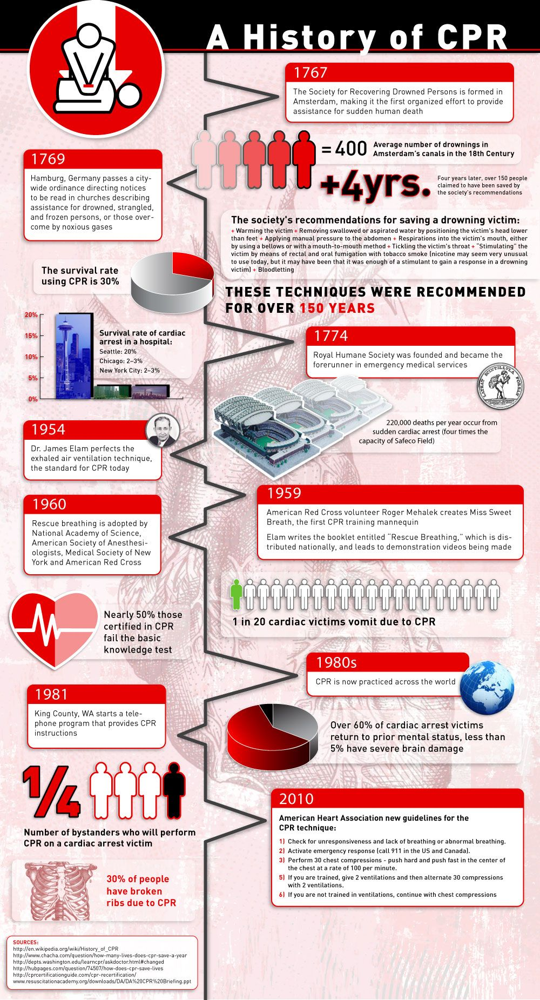 A History of CPR
1767
The Society for Recovering Drowned Persons is formed in
Amsterdam, making it the first organized effort to provide
assistance for sudden human death
= 400
Average number of drownings in
Amsterdam's canals in the 18th Century
+4yrs.
Four years later, over 150 people
claimed to have been saved by
the society's recommendations
1769
Hamburg, Germany passes a city-
wide ordinance directing notices
to be read in churches describing
assistance for drowned, strangled,
and frozen persons, or those over-
come by noxious gases
The society's recommendations for saving a drowning victim:
+ Warming the victim + Removing swallowed or aspirated water by positioning the victim's head lower
than feet + Applying manual pressure to the abdomen + Respirations into the victim's mouth, either
by using a bellows or with a mouth-to-mouth method + Tickling the victim's throat + "Stimulating" the
victim by means of rectal and oral fumigation with tobacco smoke (nicotine may seem very unusual
to use today, but it may have been that it was enough of a stimulant to gain a response in a drowning
victim) + Bloodletting
THESE TECHNIQUES WERE RECOMMENDED
FOR OVER 150 YEARS
The survival rate
using CPR is 30%
20%
15%
10%
5%
0%
Survival rate of cardiac
arrest in a hospital:
Seattle: 20%
Chicago: 2–3%
New York City: 2–3%
1774
Royal Humane Society was founded and became the
forerunner in emergency medical services
LATEAT SCINTILLVLA FORSAN
220,000 deaths per year occur from
sudden cardiac arrest (four times the
capacity of Safeco Field)
1954
Dr. James Elam perfects the
exhaled air ventilation technique,
the standard for CPR today
1959
American Red Cross volunteer Roger Mehalek creates Miss Sweet
Breath, the first CPR training mannequin
Elam writes the booklet entitled "Rescue Breathing," which is dis-
tributed nationally, and leads to demonstration videos being made
1960
Rescue breathing is adopted by
National Academy of Science,
American Society of Anesthesi-
ologists, Medical Society of New
York and American Red Cross
1 in 20 cardiac victims vomit due to CPR
Nearly 50% those
certified in CPR
fail the basic
knowledge test
1980s
CPR is now practiced across the world
1981
King County, WA starts a tele-
phone program that provides CPR
instructions
Over 60% of cardiac arrest victims
return to prior mental status, less than
5% have severe brain damage
1/4
Number of bystanders who will perform
CPR on a cardiac arrest victim
2010
American Heart Association new guidelines for the
CPR technique:
1) Check for unresponsiveness and lack of breathing or abnormal breathing.
2) Activate emergency response (call 911 in the US and Canada).
3) Perform 30 chest compressions - push hard and push fast in the center of
the chest at a rate of 100 per minute.
5) If you are trained, give 2 ventilations and then alternate 30 compressions
with 2 ventilations.
6) If you are not trained in ventilations, continue with chest compressions
30% of people
have broken
ribs due to CPR
SOURCES:
http://en.wikipedia.org/wiki/History_of_CPR
http://www.chacha.com/question/how-many-lives-does-cpr-save-a-year
http://depts.washington.edu/learncpr/askdoctor.html#changed
http://hubpages.com/question/74507/how-does-cpr-save-lives
http://cprcertificationguide.com/cpr-recertification/
www.resuscitationacademy.org/downloads/DA/DA%20CPR%20Briefing.ppt